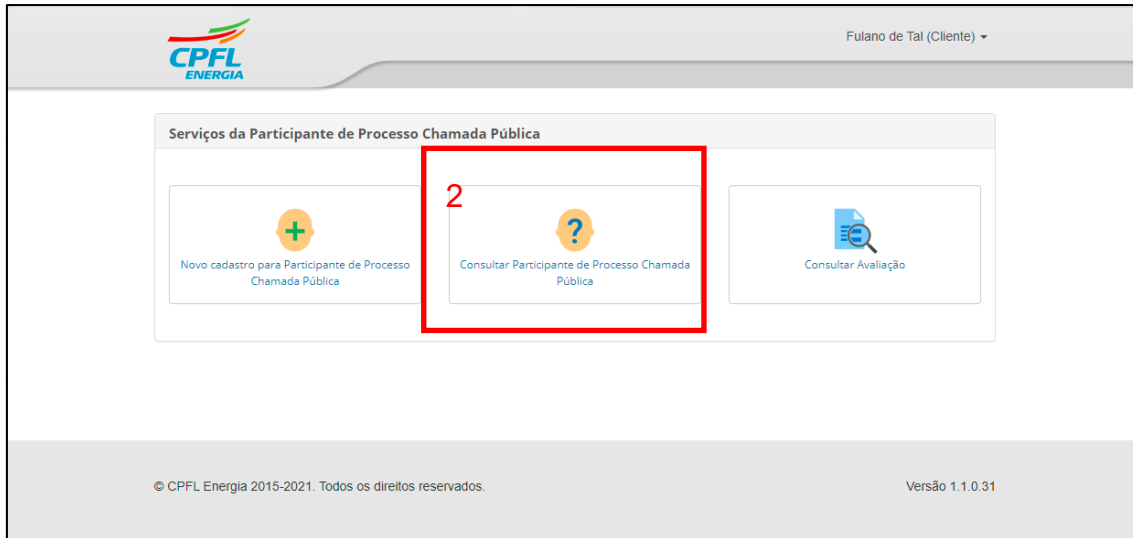 CPFL
ENERGIA
Fulano de Tal (Cliente)
Serviços da Participante de Processo Chamada Pública
2
Novo cadastro para Participante de Processo
Chamada Pública
Consultar Participante de Processo Chamada
Pública
Consultar Avaliação
© CPFL Energia 2015-2021. Todos os direitos reservados.
Versão 1.1.0.31